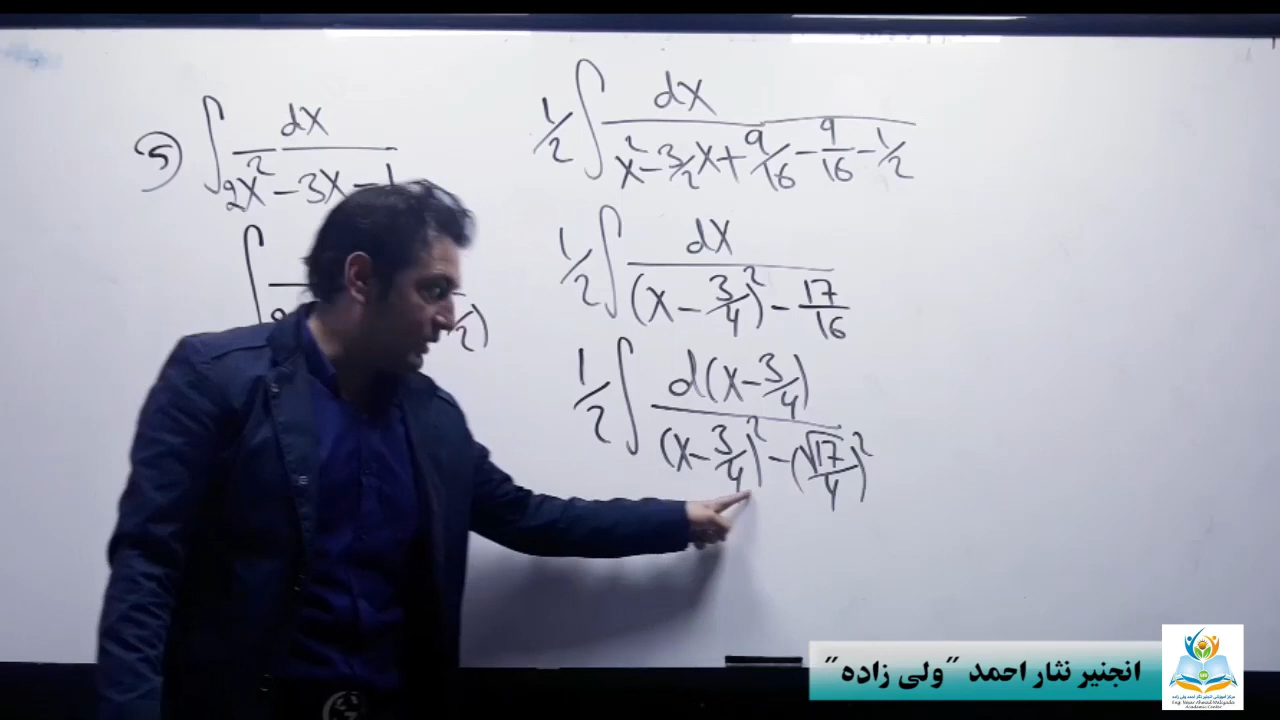 5) ∫ dx / 2x² - 3x - 1
∫
2)
1/2 ∫ dx / x² - 3/2 x + 9/16 - 9/16 - 1/2
1/2 ∫ dx / (x - 3/4)² - 17/16
1/2 ∫ d(x - 3/4) / (x - 3/4)² - (√17/4)²
انجنیر نثار احمد "ولی زاده"